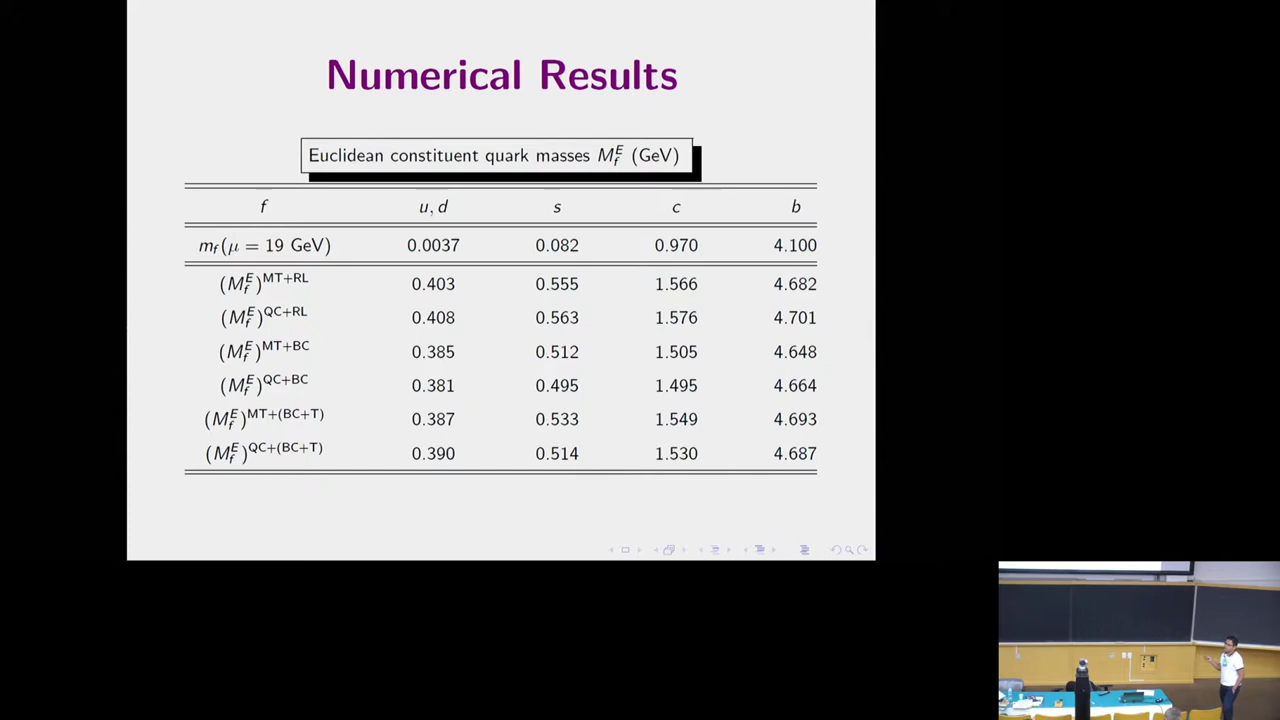 Numerical Results
Euclidean constituent quark masses M_f^E (GeV)
f u, d s c b
m_f(μ = 19 GeV) 0.0037 0.082 0.970 4.100
(M_f^E)^MT+RL 0.403 0.555 1.566 4.682
(M_f^E)^QC+RL 0.408 0.563 1.576 4.701
(M_f^E)^MT+BC 0.385 0.512 1.505 4.648
(M_f^E)^QC+BC 0.381 0.495 1.495 4.664
(M_f^E)^MT+(BC+T) 0.387 0.533 1.549 4.693
(M_f^E)^QC+(BC+T) 0.390 0.514 1.530 4.687